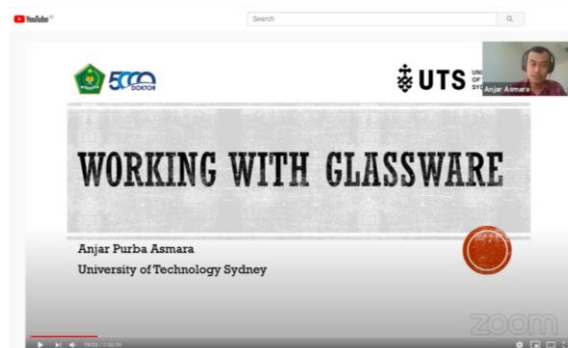 YouTube
Search
5000
DOKTOR
UTS
Anjar Asmara
WORKING WITH GLASSWARE
Anjar Purba Asmara
University of Technology Sydney
zoom